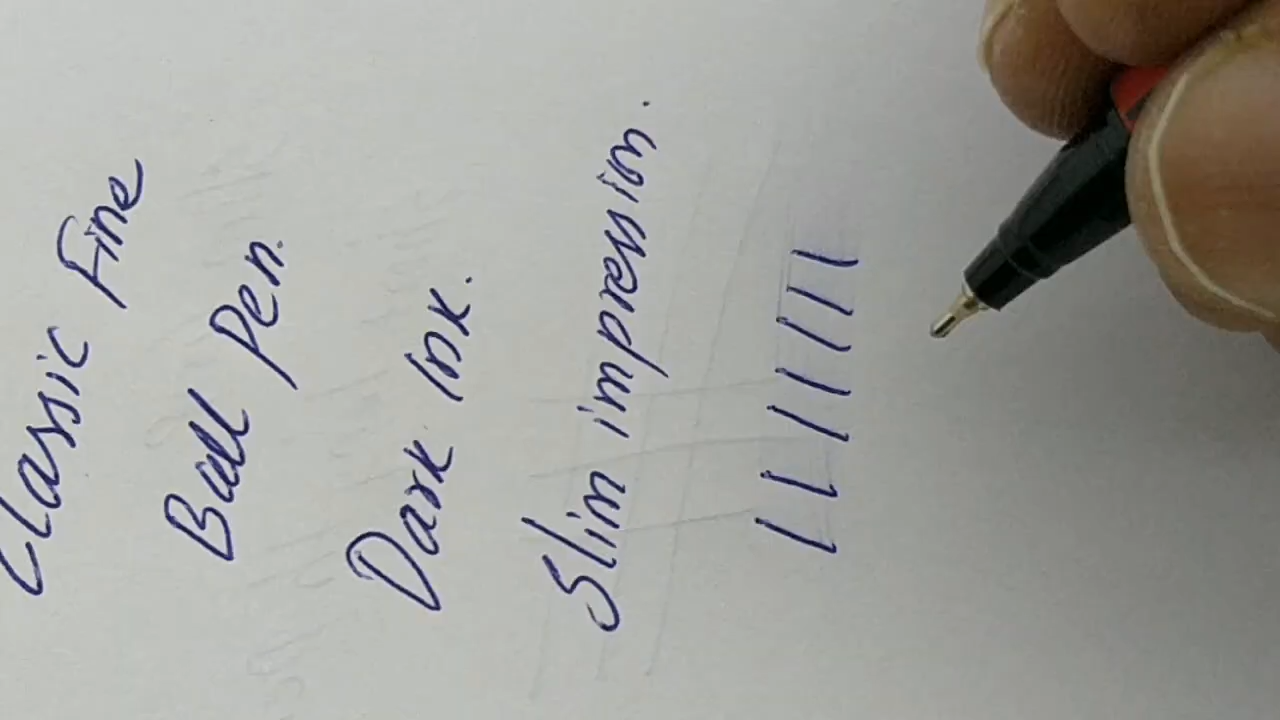 Classic Fine
Ball Pen.
Dark Ink.
Slim impression.